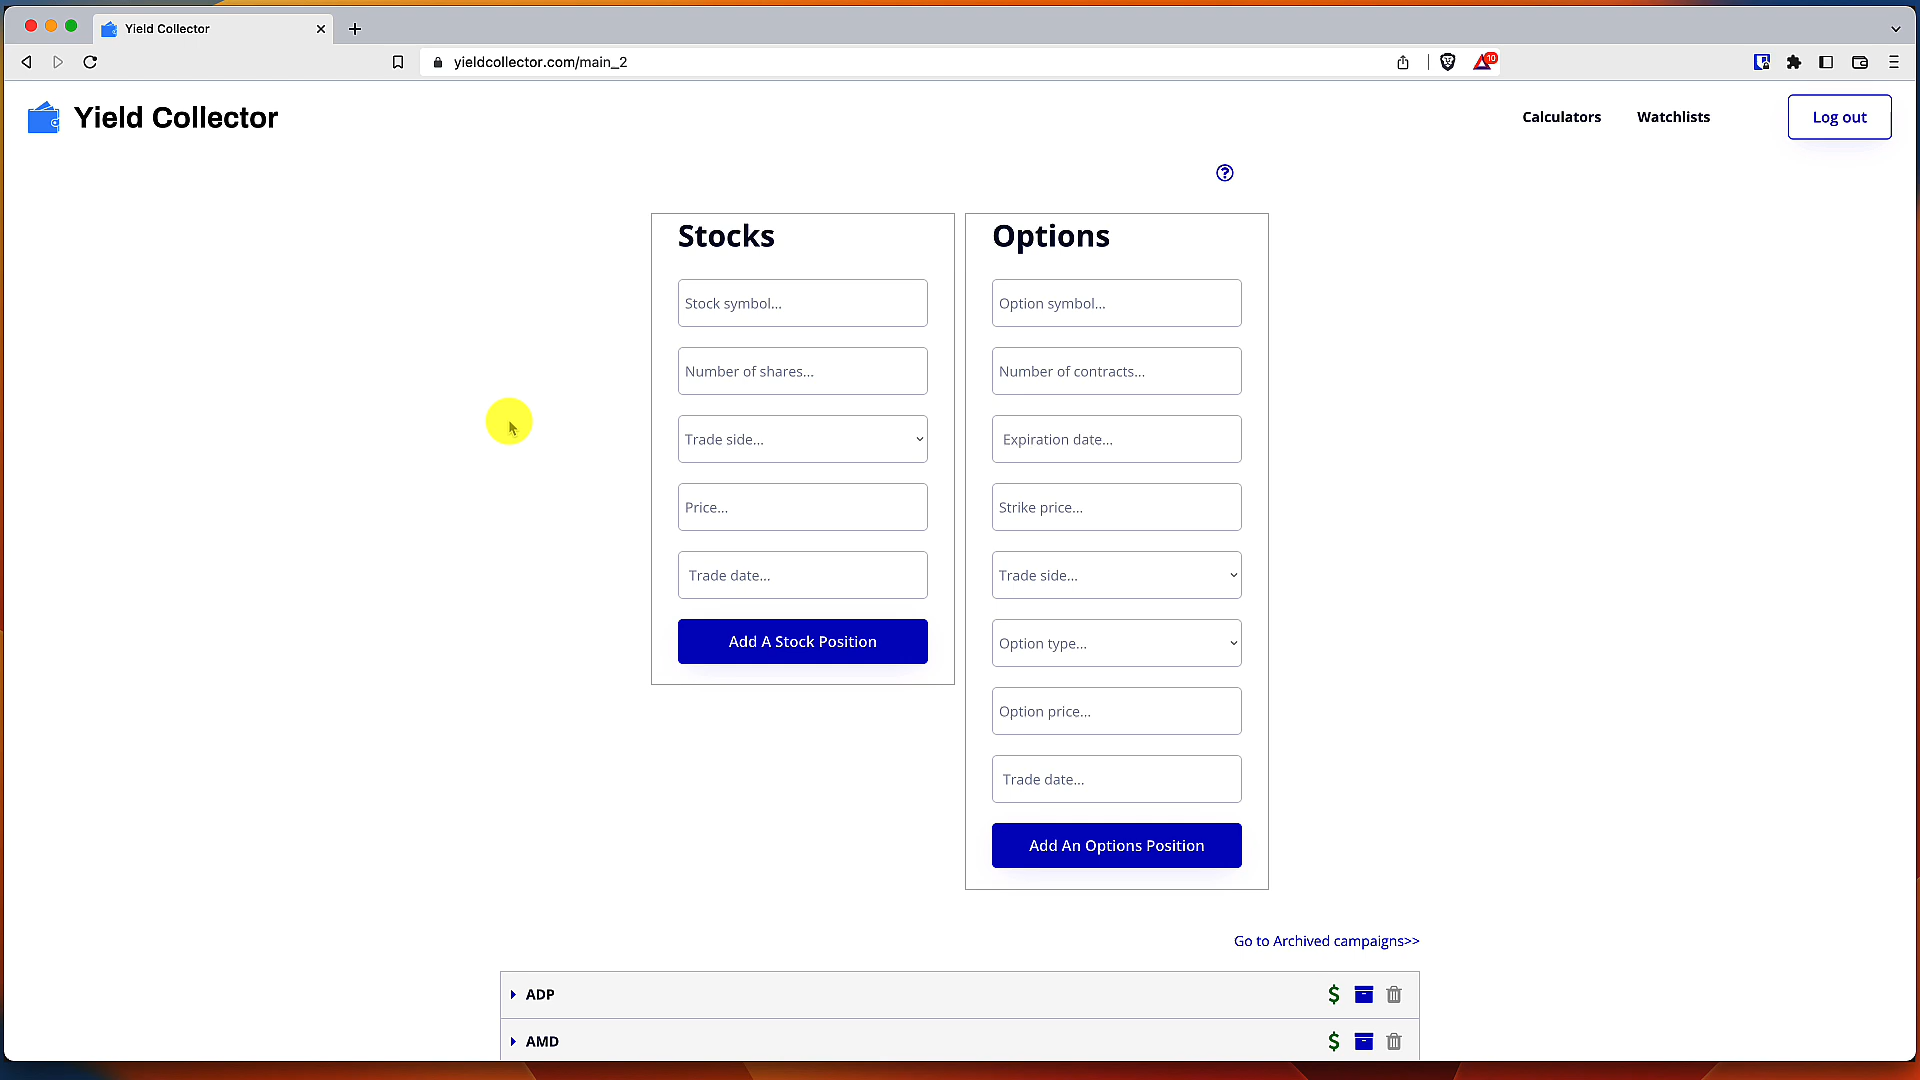 Yield Collector
yieldcollector.com/main_2
10
Yield Collector
Calculators
Watchlists
Log out
?
Stocks
Stock symbol...
Number of shares...
Trade side...
Price...
Trade date...
Add A Stock Position
Options
Option symbol...
Number of contracts...
Expiration date...
Strike price...
Trade side...
Option type...
Option price...
Trade date...
Add An Options Position
Go to Archived campaigns>>
ADP
$
AMD
$